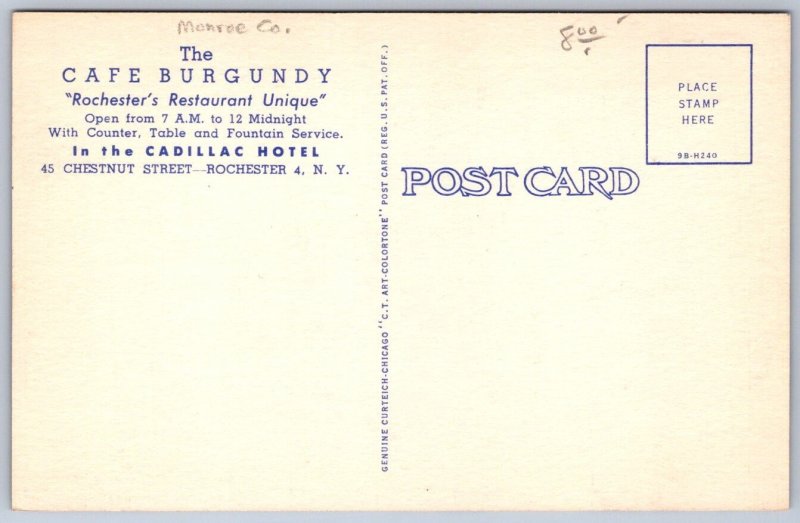 Monroe Co.
8.00
The
CAFE BURGUNDY
"Rochester's Restaurant Unique"
Open from 7 A.M. to 12 Midnight
With Counter, Table and Fountain Service.
In the CADILLAC HOTEL
45 CHESTNUT STREET—ROCHESTER 4, N. Y.
GENUINE CURTEICH-CHICAGO "C.T. ART-COLORTONE" POST CARD (REG. U.S. PAT. OFF.)
POST CARD
PLACE
STAMP
HERE
9B-H240